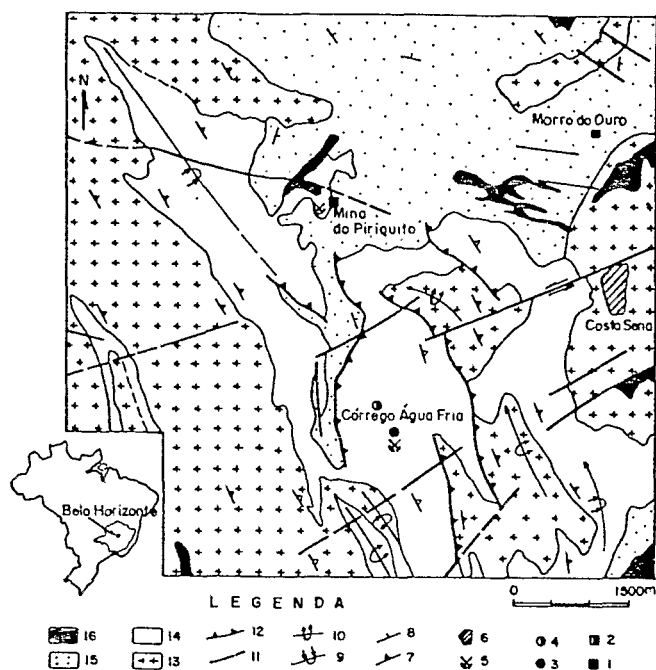 N
Morro do Ouro
Mina
do Piriquito
Costa Sena
Córrego Água Fria
Belo Horizonte
0 1500m
LEGENDA
16 14 12 10 8 6 4 2
15 13 11 9 7 5 3 1